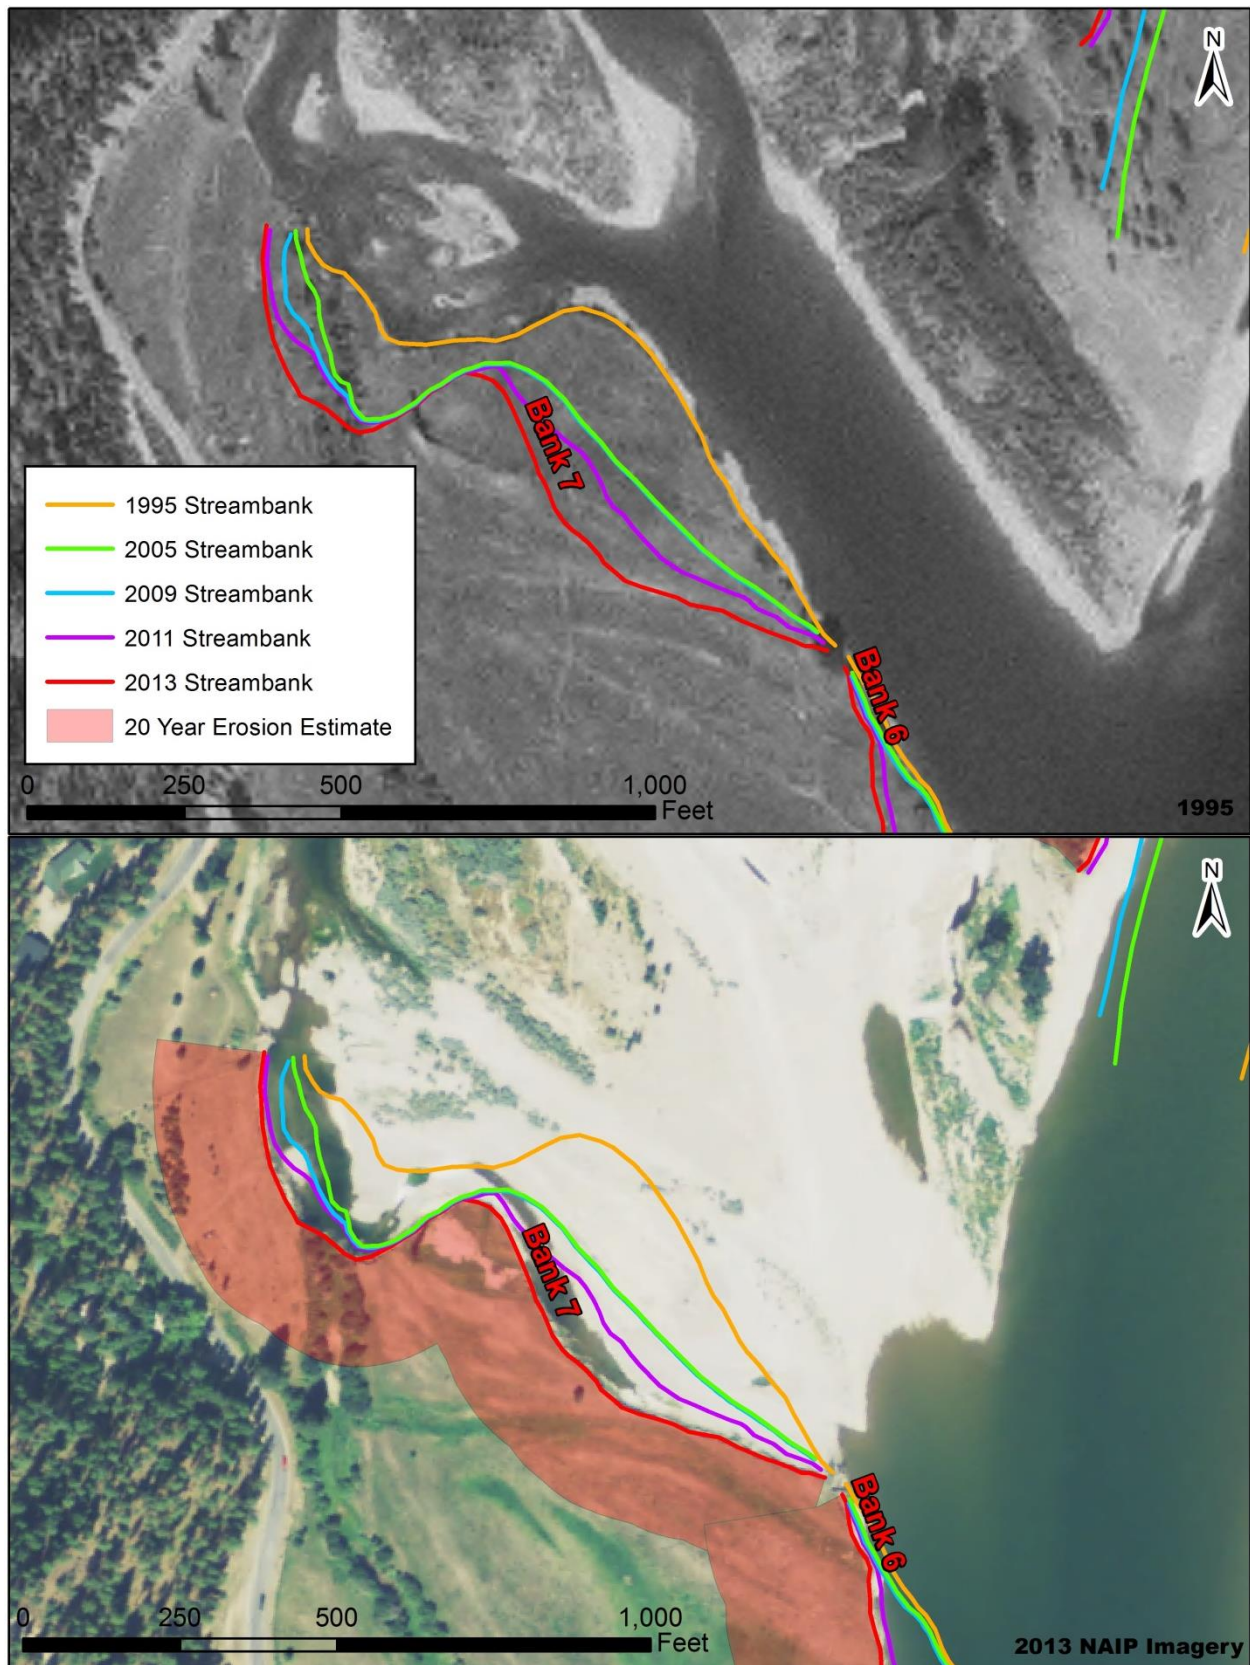 N
Bank 7
1995 Streambank
2005 Streambank
2009 Streambank
2011 Streambank
2013 Streambank
20 Year Erosion Estimate
Bank 6
0 250 500 1,000
Feet
1995
N
Bank 7
Bank 6
0 250 500 1,000
Feet
2013 NAIP Imagery